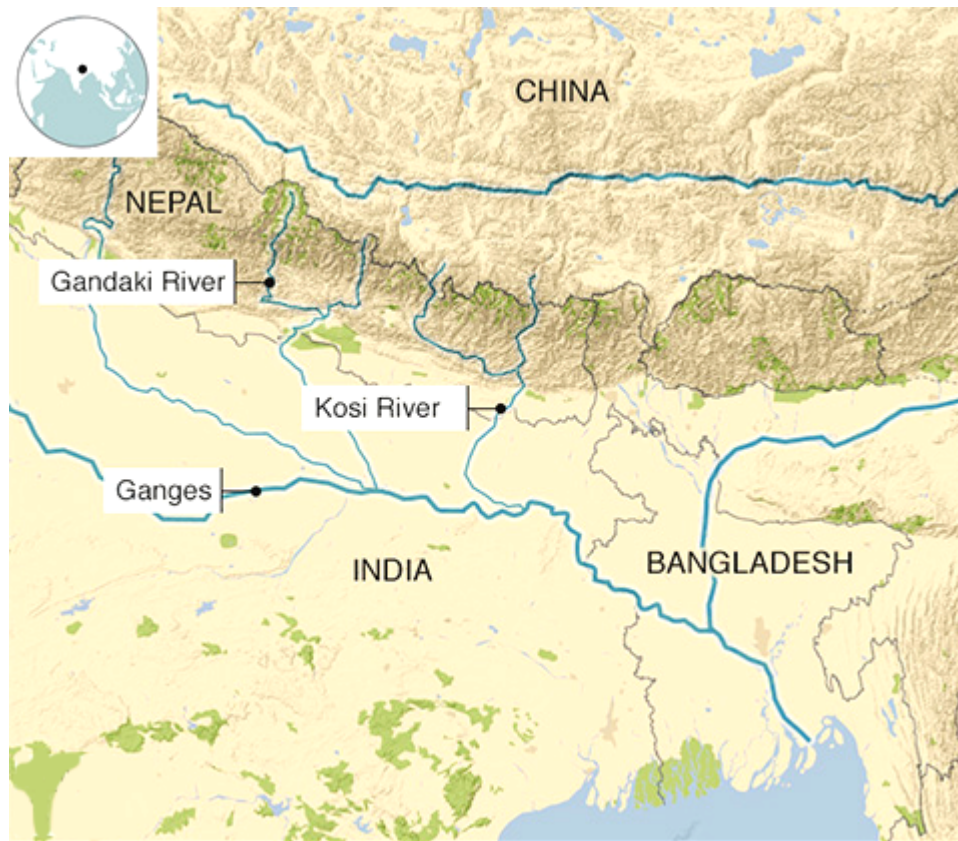 CHINA
NEPAL
Gandaki River
Kosi River
Ganges
INDIA
BANGLADESH